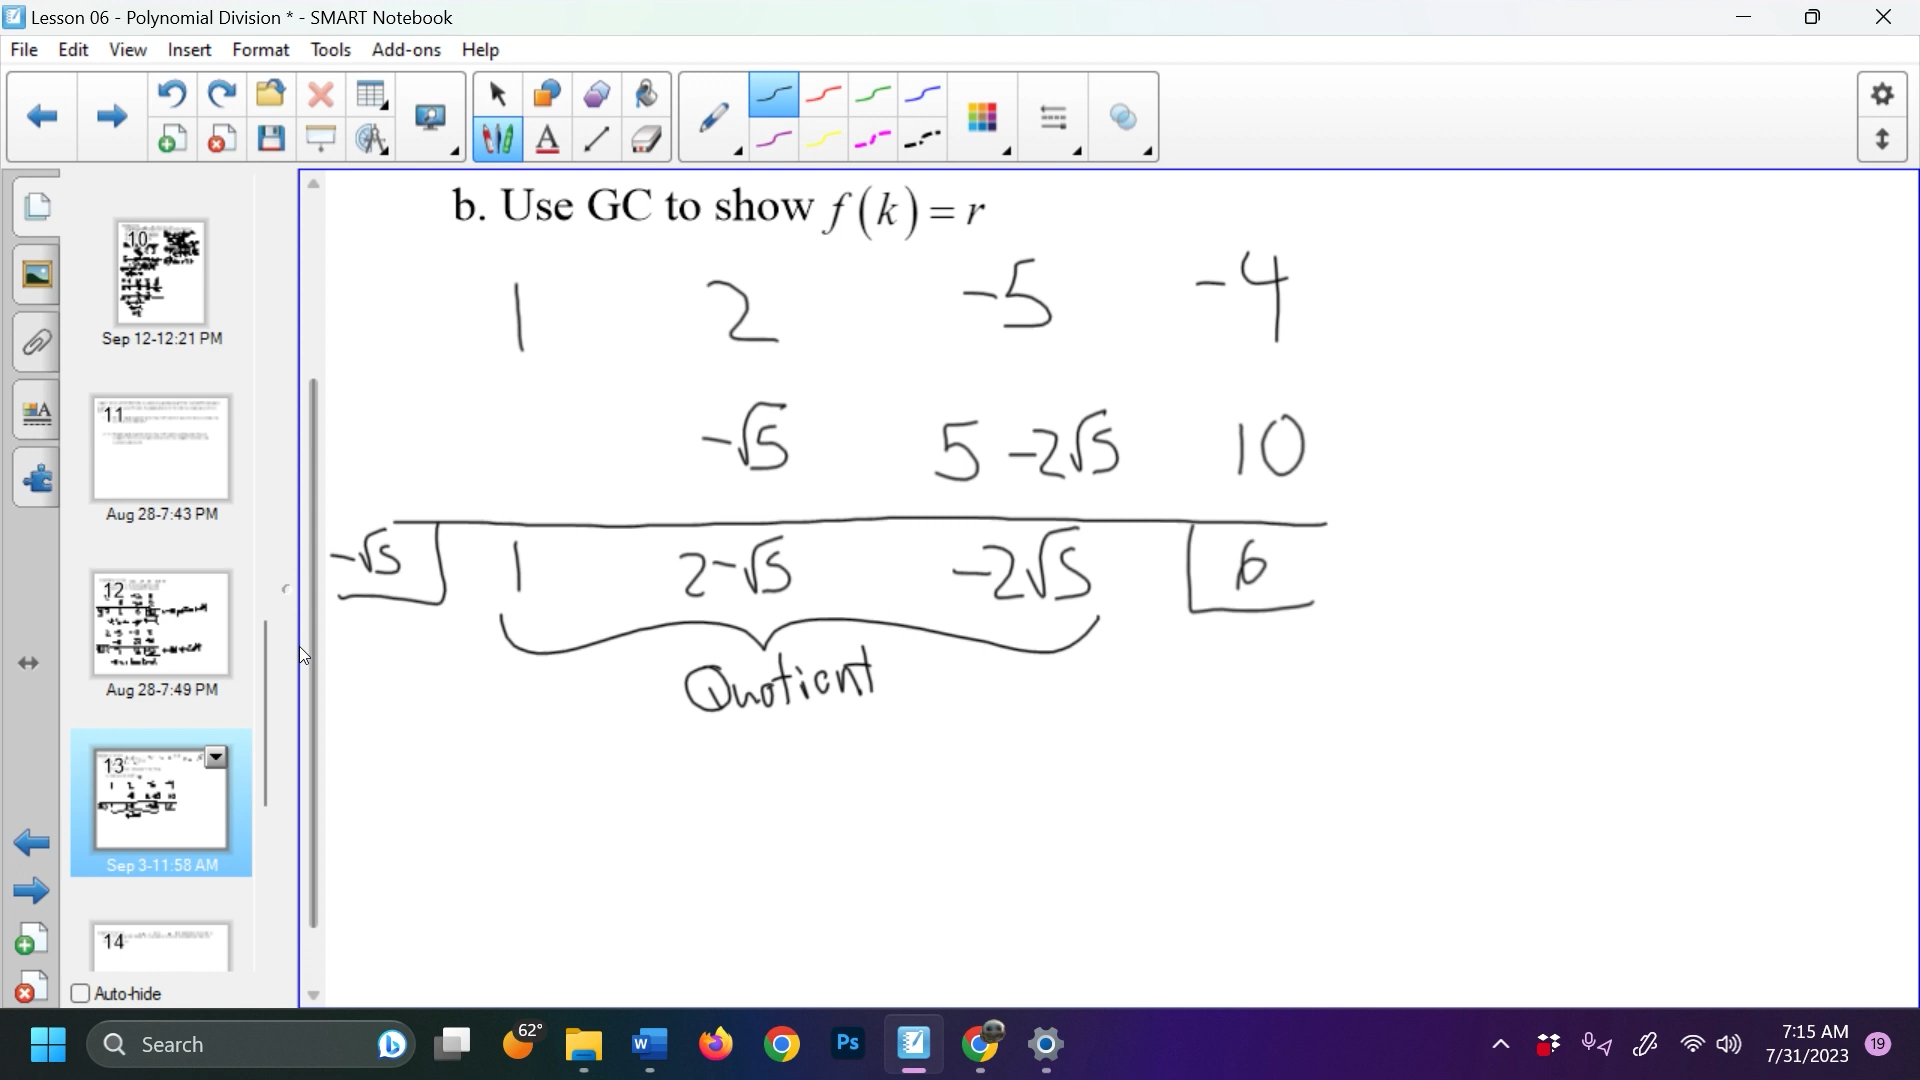 Lesson 06 - Polynomial Division * - SMART Notebook
File Edit View Insert Format Tools Add-ons Help
b. Use GC to show f(k) = r
1 2 -5 -4
-√5 5 -2√5 10
-√5 1 2-√5 -2√5 6
Quotient
10
Sep 12-12:21 PM
11
Aug 28-7:43 PM
12
Aug 28-7:49 PM
13
Sep 3-11:58 AM
14
Auto-hide
Search
62°
Ps
7:15 AM
7/31/2023
19